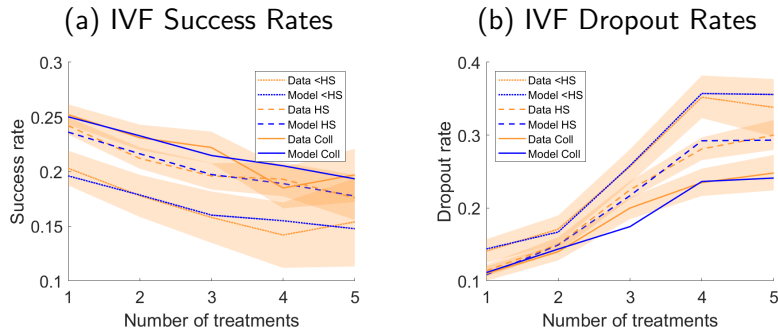 (a) IVF Success Rates
0.3
0.25
0.2
0.15
0.1
Success rate
Data <HS
Model <HS
Data HS
Model HS
Data Coll
Model Coll
1 2 3 4 5
Number of treatments
(b) IVF Dropout Rates
0.4
0.3
0.2
0.1
Dropout rate
Data <HS
Model <HS
Data HS
Model HS
Data Coll
Model Coll
1 2 3 4 5
Number of treatments